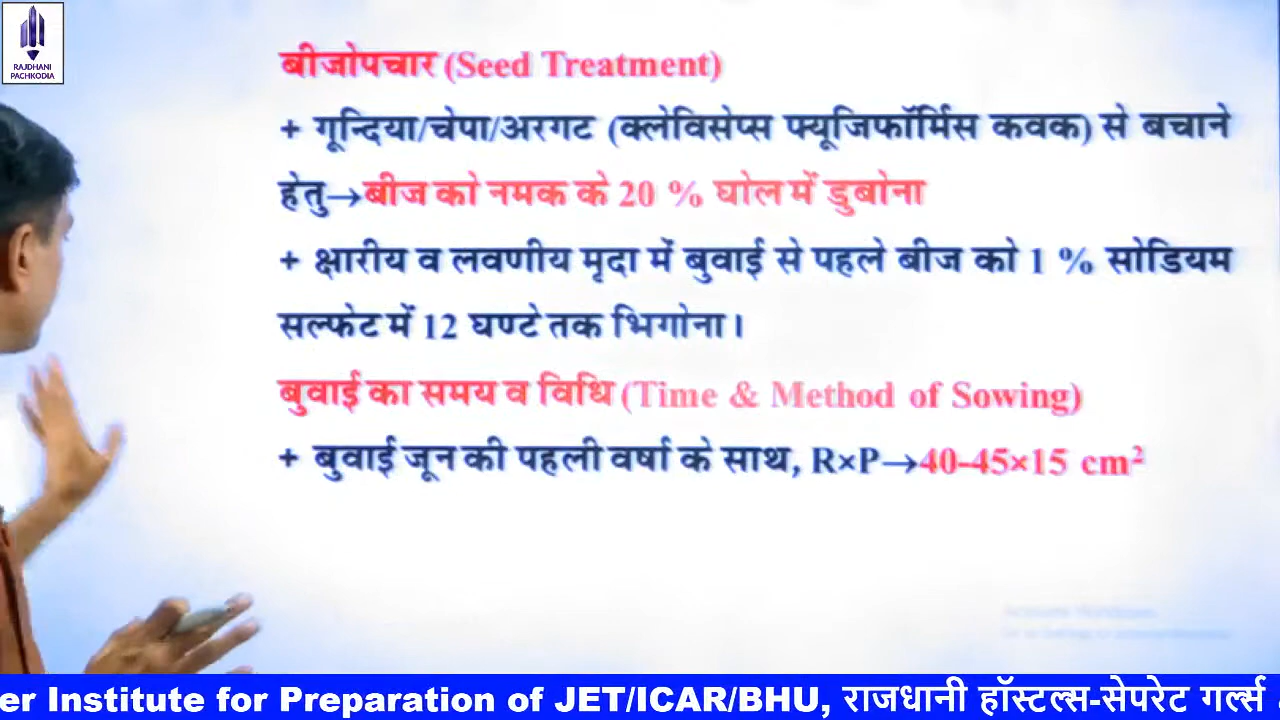 RAJDHANI
PACHKODIA
बीजोपचार (Seed Treatment)
+ गून्दिया/चेपा/अरगट (क्लेविसेप्स फ्यूजिफॉर्मिस कवक) से बचाने
हेतु→बीज को नमक के 20 % घोल में डुबोना
+ क्षारीय व लवणीय मृदा में बुवाई से पहले बीज को 1 % सोडियम
सल्फेट में 12 घण्टे तक भिगोना।
बुवाई का समय व विधि (Time & Method of Sowing)
+ बुवाई जून की पहली वर्षा के साथ, R×P→40-45×15 cm²
er Institute for Preparation of JET/ICAR/BHU, राजधानी हॉस्टल्स-सेपरेट गर्ल्स